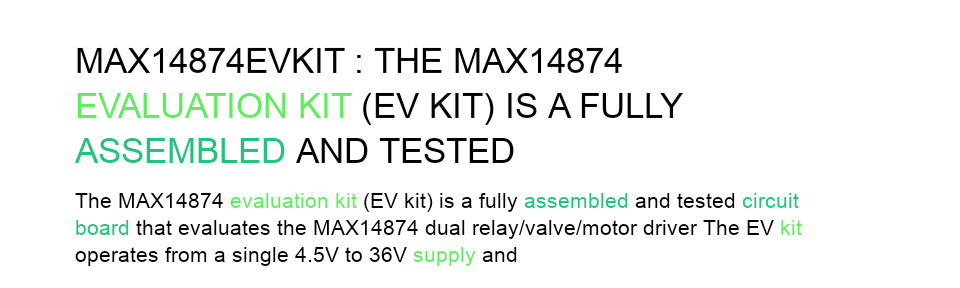 MAX14874EVKIT : THE MAX14874
EVALUATION KIT (EV KIT) IS A FULLY
ASSEMBLED AND TESTED
The MAX14874 evaluation kit (EV kit) is a fully assembled and tested circuit
board that evaluates the MAX14874 dual relay/valve/motor driver The EV kit
operates from a single 4.5V to 36V supply and